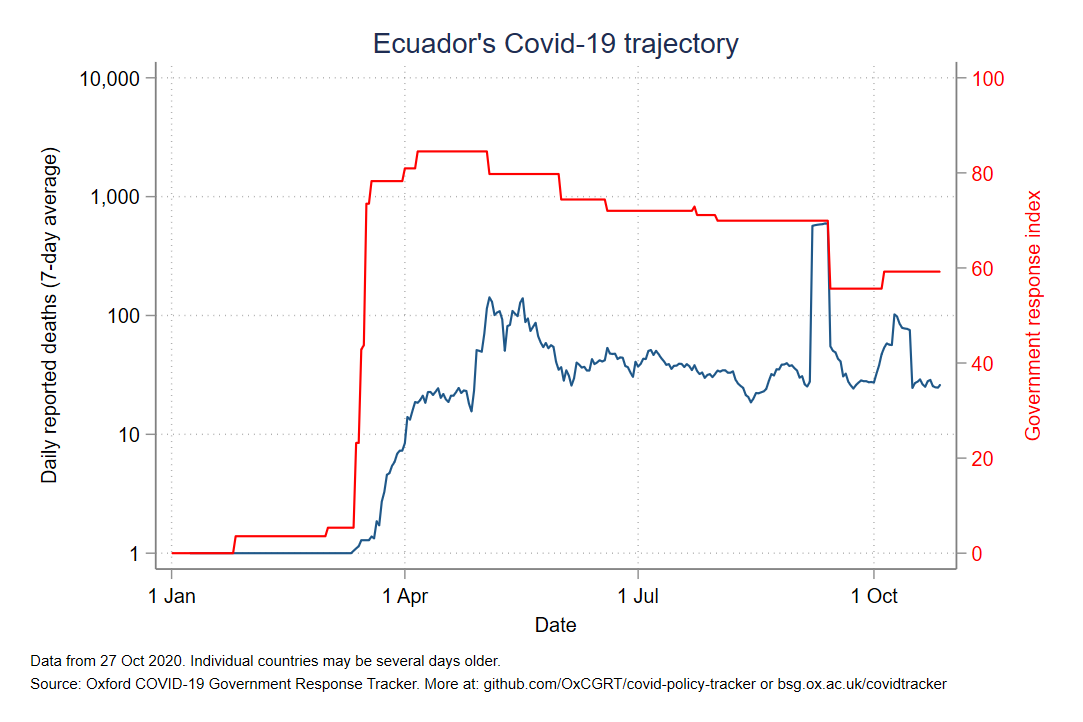 Ecuador's Covid-19 trajectory
10,000
1,000
100
10
1
Daily reported deaths (7-day average)
100
80
60
40
20
0
Government response index
1 Jan
1 Apr
1 Jul
1 Oct
Date
Data from 27 Oct 2020. Individual countries may be several days older.
Source: Oxford COVID-19 Government Response Tracker. More at: github.com/OxCGRT/covid-policy-tracker or bsg.ox.ac.uk/covidtracker